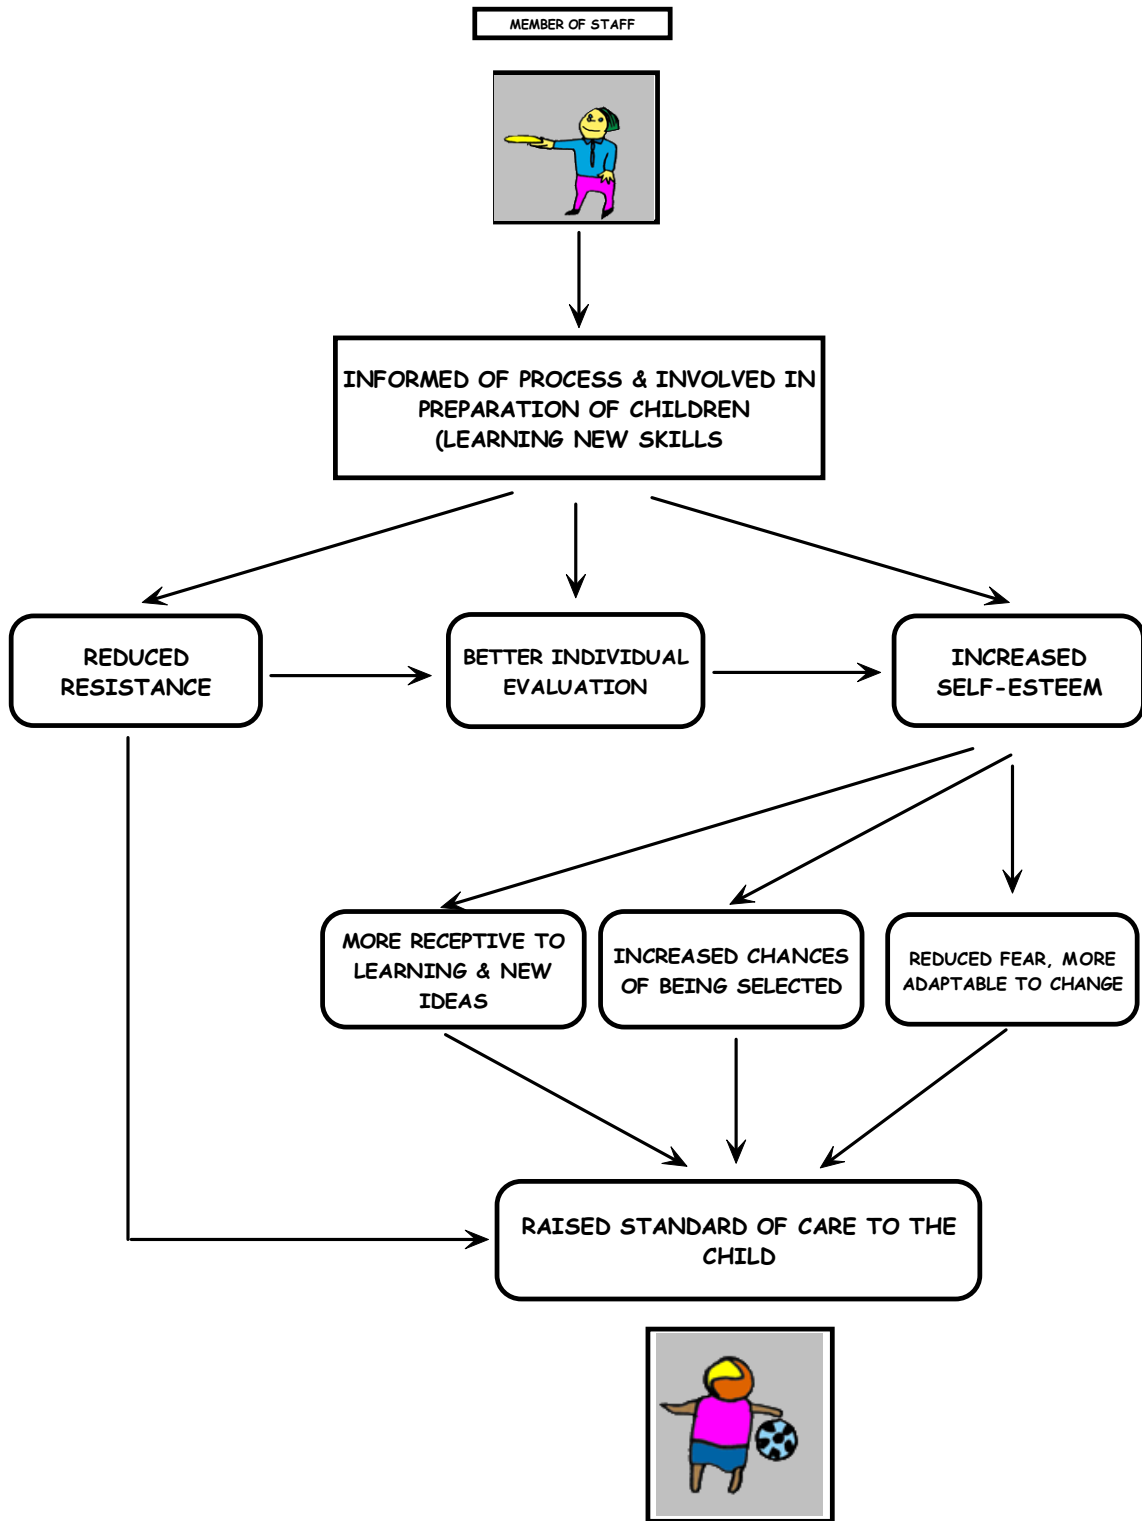 MEMBER OF STAFF
INFORMED OF PROCESS & INVOLVED IN
PREPARATION OF CHILDREN
(LEARNING NEW SKILLS
REDUCED
RESISTANCE
BETTER INDIVIDUAL
EVALUATION
INCREASED
SELF-ESTEEM
MORE RECEPTIVE TO
LEARNING & NEW
IDEAS
INCREASED CHANCES
OF BEING SELECTED
REDUCED FEAR, MORE
ADAPTABLE TO CHANGE
RAISED STANDARD OF CARE TO THE
CHILD